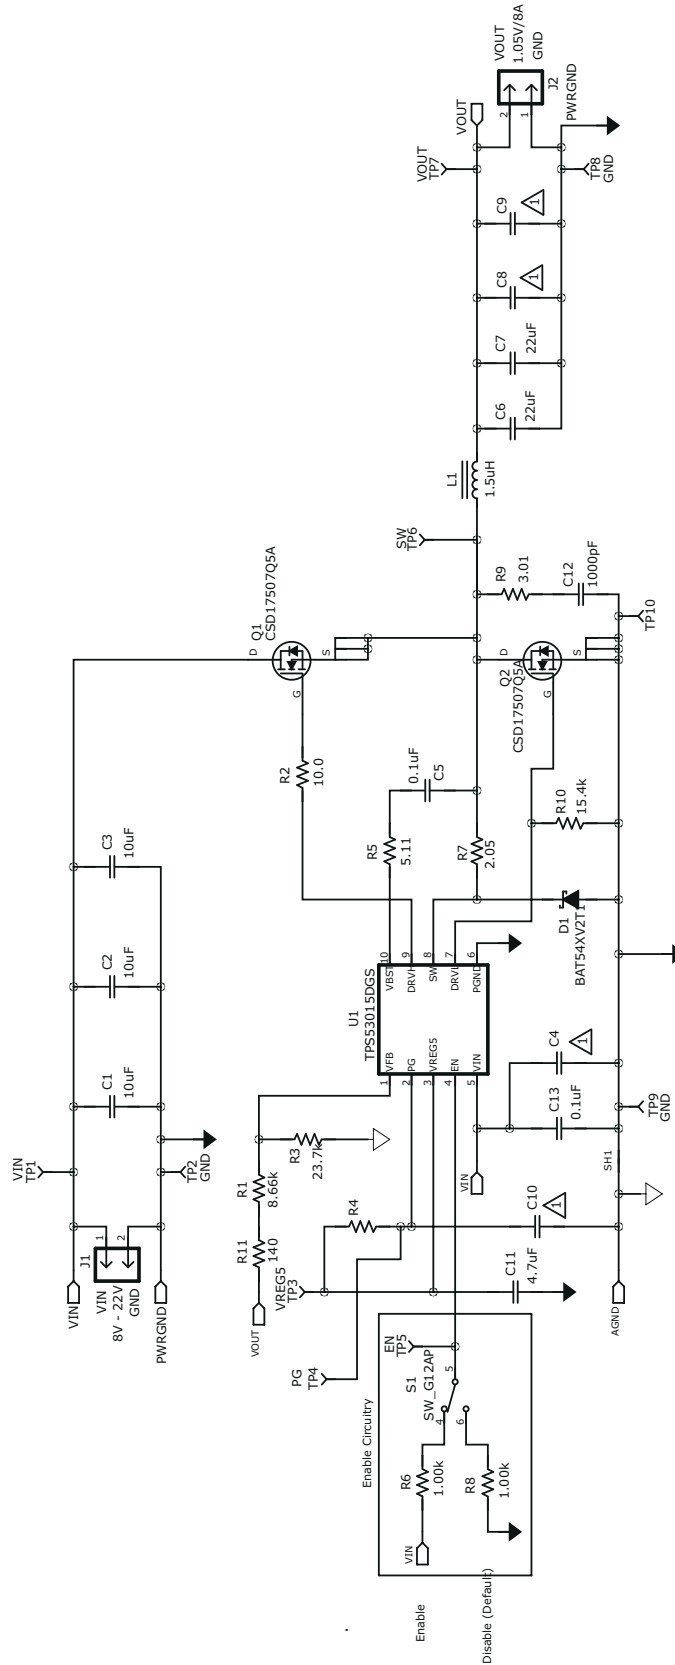 VIN
J1
1
2
VIN
8V - 22V
GND
PWRGND
VIN
TP1
TP2
GND
C1
10uF
C2
10uF
C3
10uF
VOUT
R11
140
R1
8.66k
R3
23.7k
VREG5
TP3
R4
PG
TP4
EN
TP5
Enable Circuitry
S1
SW_G12AP
4
5
6
R6
1.00k
R8
1.00k
VIN
Enable
Disable (Default)
C11
4.7uF
C10
1
VIN
C13
0.1uF
C4
1
AGND
SH1
TP9
GND
U1
TPS53015DGS
1
VFB
2
PG
3
VREG5
4
EN
5
VIN
VBST
10
DRVH
9
SW
8
DRVL
7
PGND
6
R5
5.11
0.1uF
C5
R2
10.0
R7
2.05
D1
BAT54XV2T1
R10
15.4k
Q1
CSD17507Q5A
D
G
S
Q2
CSD17507Q5A
D
G
S
R9
3.01
C12
1000pF
TP10
SW
TP6
L1
1.5uH
C6
22uF
C7
22uF
C8
1
C9
1
VOUT
TP7
TP8
GND
VOUT
2
1
J2
VOUT
1.05V/8A
GND
PWRGND